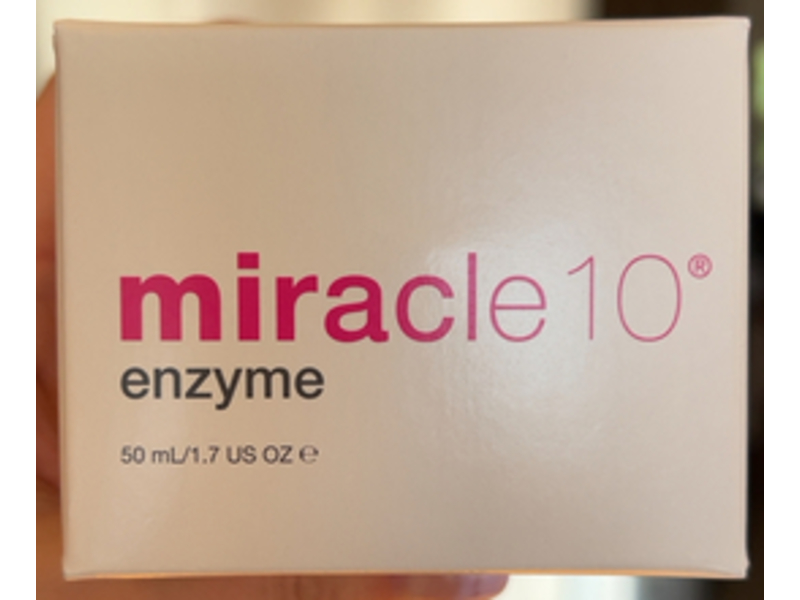 miracle10®
enzyme
50 mL/1.7 US OZ ℮